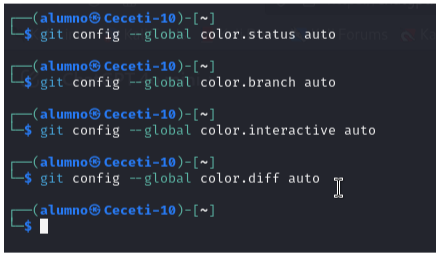 ┌──(alumno㉿Ceceti-10)-[~]
└─$ git config --global color.status auto
┌──(alumno㉿Ceceti-10)-[~]
└─$ git config --global color.branch auto
┌──(alumno㉿Ceceti-10)-[~]
└─$ git config --global color.interactive auto
┌──(alumno㉿Ceceti-10)-[~]
└─$ git config --global color.diff auto
┌──(alumno㉿Ceceti-10)-[~]
└─$